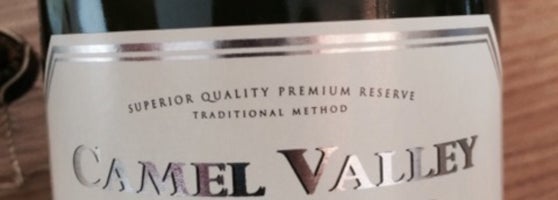 SUPERIOR QUALITY PREMIUM RESERVE
TRADITIONAL METHOD
CAMEL VALLEY